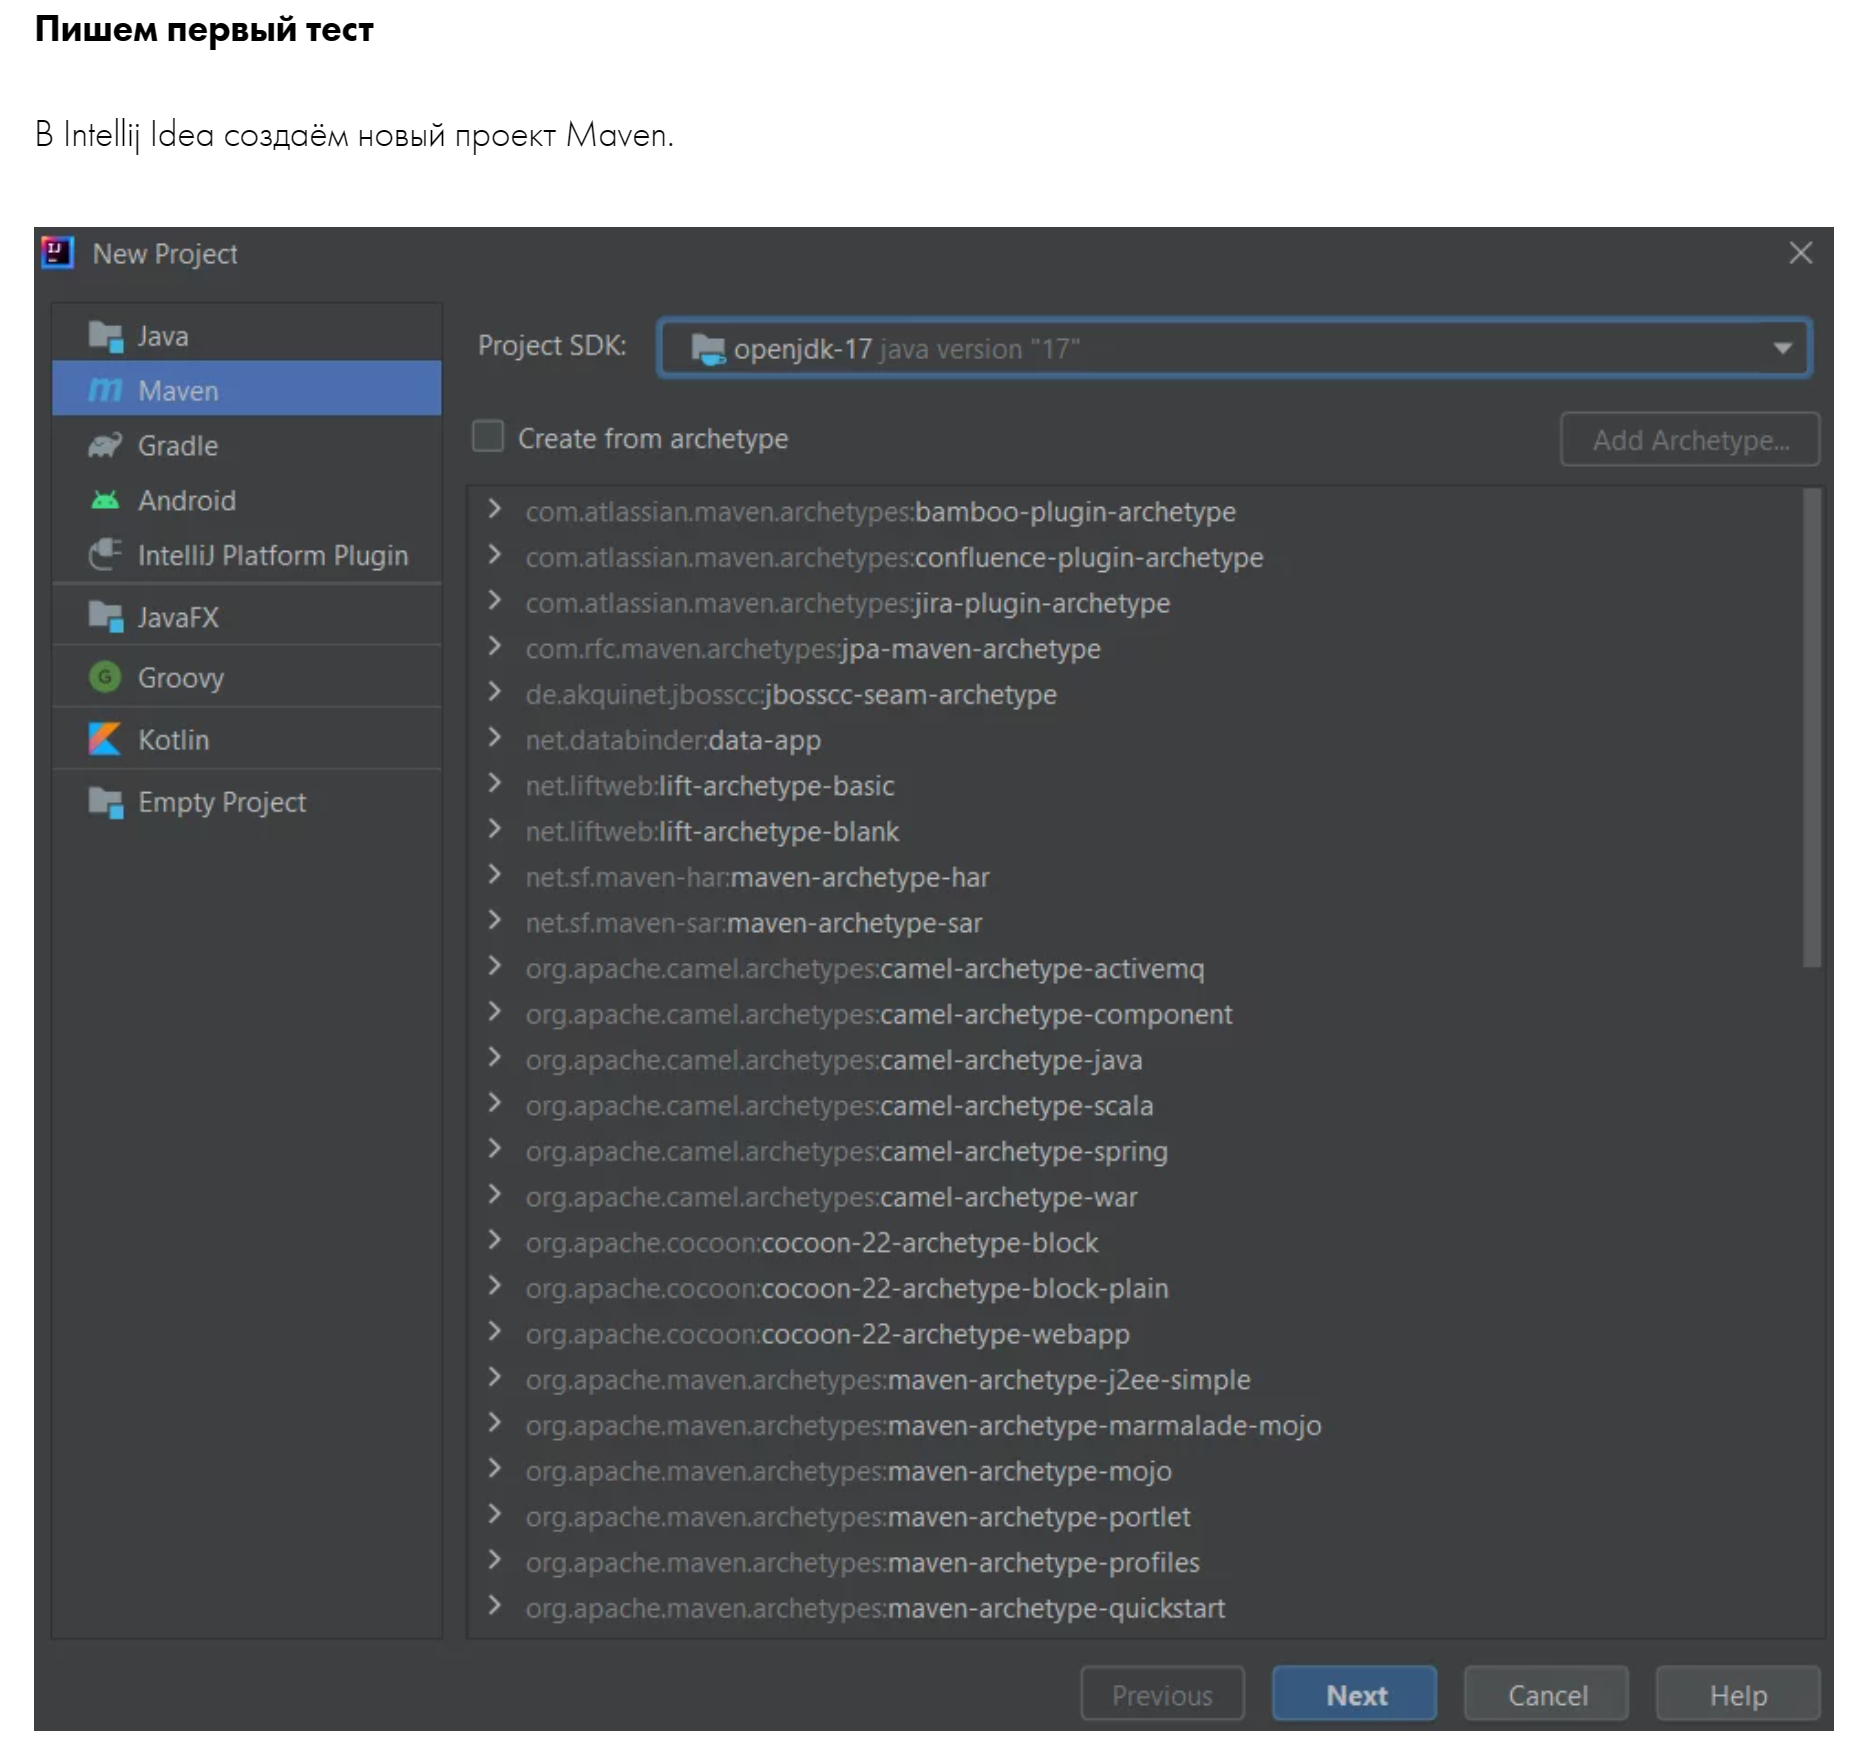 Пишем первый тест
В Intellij Idea создаём новый проект Maven.
New Project
Java
Maven
Gradle
Android
IntelliJ Platform Plugin
JavaFX
Groovy
Kotlin
Empty Project
Project SDK: openjdk-17 java version "17"
Create from archetype
Add Archetype...
com.atlassian.maven.archetypes:bamboo-plugin-archetype
com.atlassian.maven.archetypes:confluence-plugin-archetype
com.atlassian.maven.archetypes:jira-plugin-archetype
com.rfc.maven.archetypes:jpa-maven-archetype
de.akquinet.jbosscc:jbosscc-seam-archetype
net.databinder:data-app
net.liftweb:lift-archetype-basic
net.liftweb:lift-archetype-blank
net.sf.maven-har:maven-archetype-har
net.sf.maven-sar:maven-archetype-sar
org.apache.camel.archetypes:camel-archetype-activemq
org.apache.camel.archetypes:camel-archetype-component
org.apache.camel.archetypes:camel-archetype-java
org.apache.camel.archetypes:camel-archetype-scala
org.apache.camel.archetypes:camel-archetype-spring
org.apache.camel.archetypes:camel-archetype-war
org.apache.cocoon:cocoon-22-archetype-block
org.apache.cocoon:cocoon-22-archetype-block-plain
org.apache.cocoon:cocoon-22-archetype-webapp
org.apache.maven.archetypes:maven-archetype-j2ee-simple
org.apache.maven.archetypes:maven-archetype-marmalade-mojo
org.apache.maven.archetypes:maven-archetype-mojo
org.apache.maven.archetypes:maven-archetype-portlet
org.apache.maven.archetypes:maven-archetype-profiles
org.apache.maven.archetypes:maven-archetype-quickstart
Previous
Next
Cancel
Help